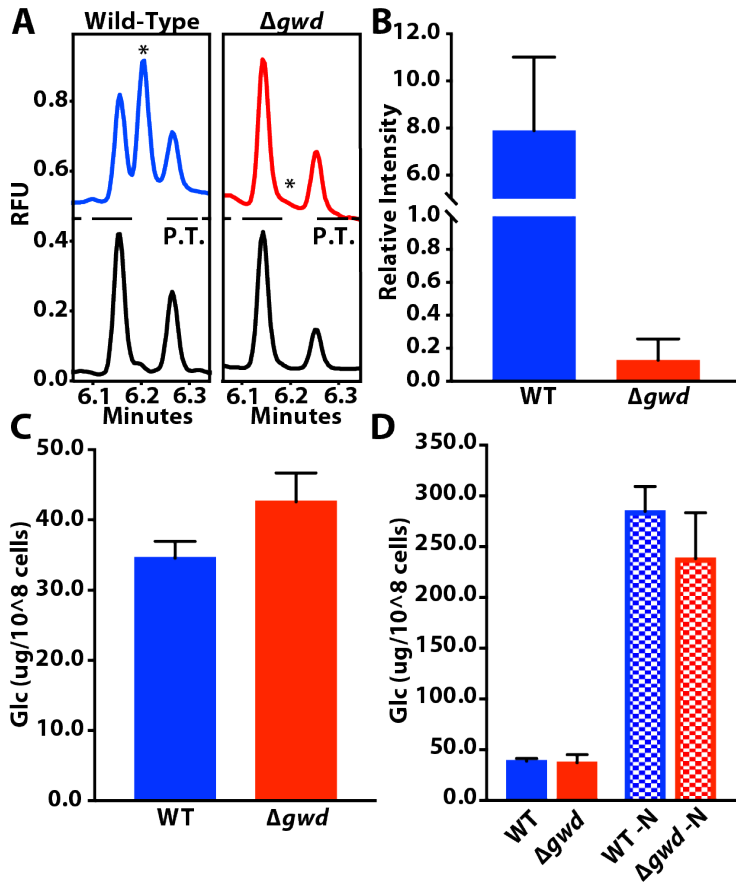 A
Wild-Type
Δgwd
*
*
RFU
0.8
0.6
0.4
0.2
0.0
P.T.
P.T.
6.1 6.2 6.3
6.1 6.2 6.3
Minutes
Minutes
B
Relative Intensity
12.0
10.0
8.0
6.0
1.0
0.8
0.6
0.4
0.2
0.0
WT
Δgwd
C
Glc (ug/10^8 cells)
50.0
40.0
30.0
20.0
10.0
0.0
WT
Δgwd
D
Glc (ug/10^8 cells)
350.0
300.0
250.0
200.0
150.0
100.0
50.0
0.0
WT
Δgwd
WT -N
Δgwd -N